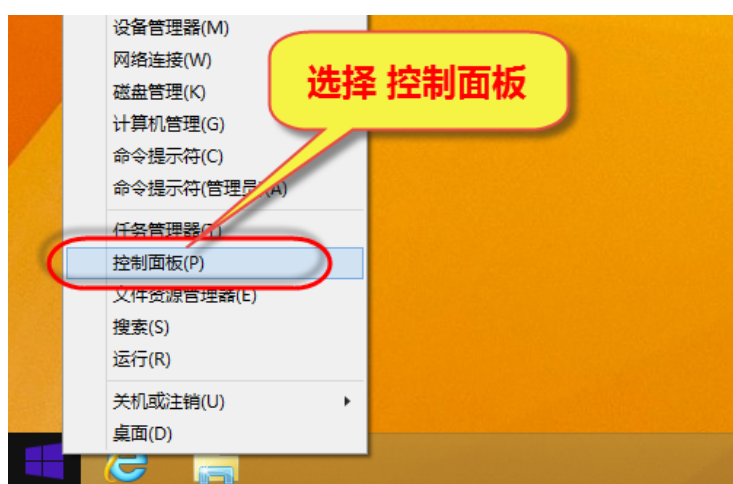 设备管理器(M)
网络连接(W)
选择 控制面板
磁盘管理(K)
计算机管理(G)
命令提示符(C)
命令提示符(管理员)(A)
任务管理器(T)
控制面板(P)
文件资源管理器(E)
搜索(S)
运行(R)
关机或注销(U)
桌面(D)